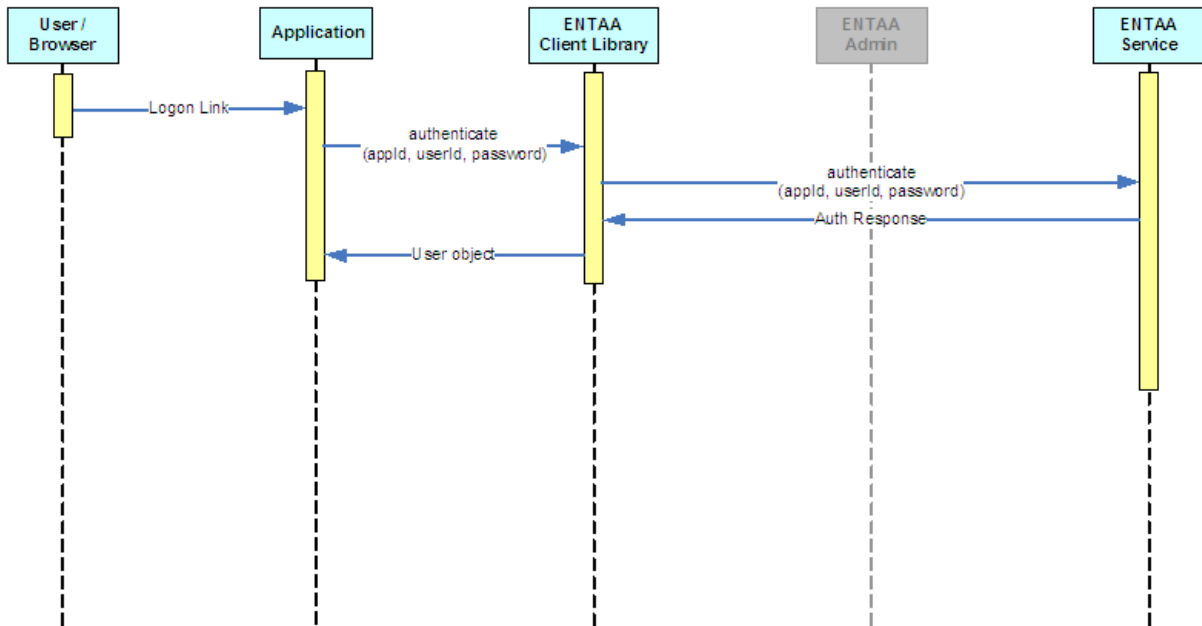 User /
Browser
Application
ENTAA
Client Library
ENTAA
Admin
ENTAA
Service
Logon Link
authenticate
(appId, userId, password)
authenticate
(appId, userId, password)
Auth Response
User object